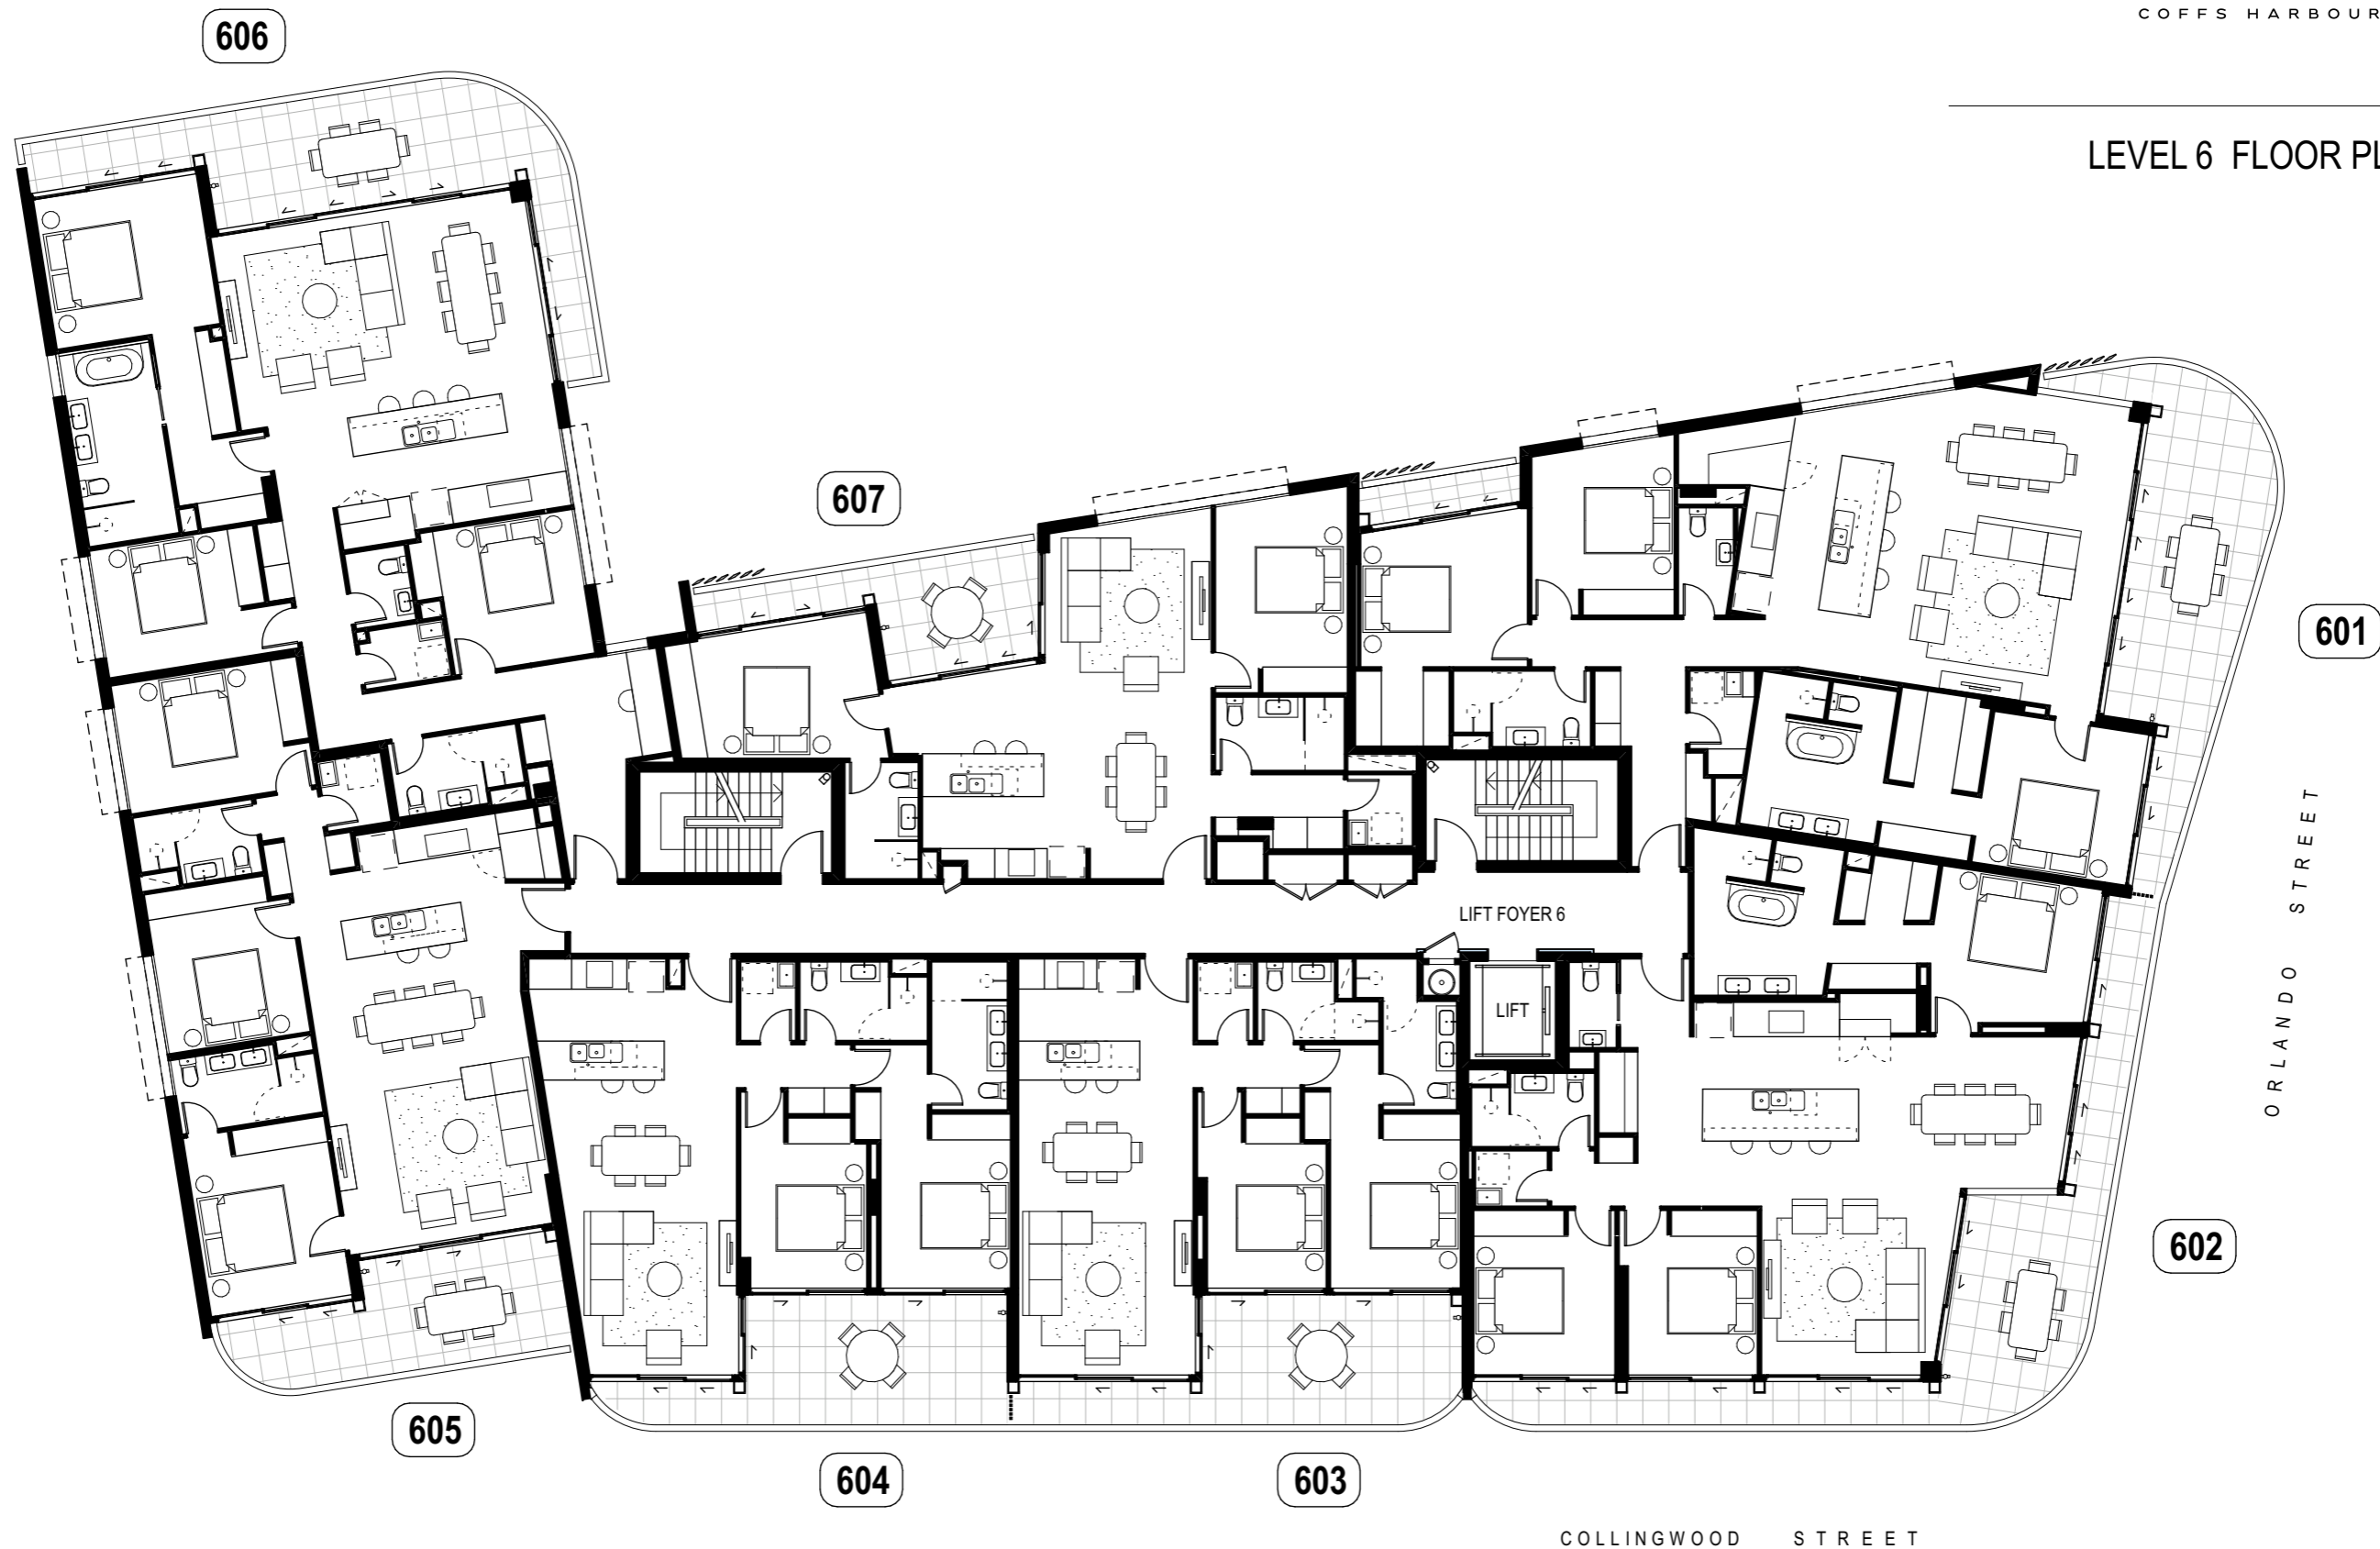 COFFS HARBOUR
606
LEVEL 6 FLOOR PL
607
601
ORLANDO STREET
LIFT FOYER 6
LIFT
602
605
604
603
COLLINGWOOD STREET